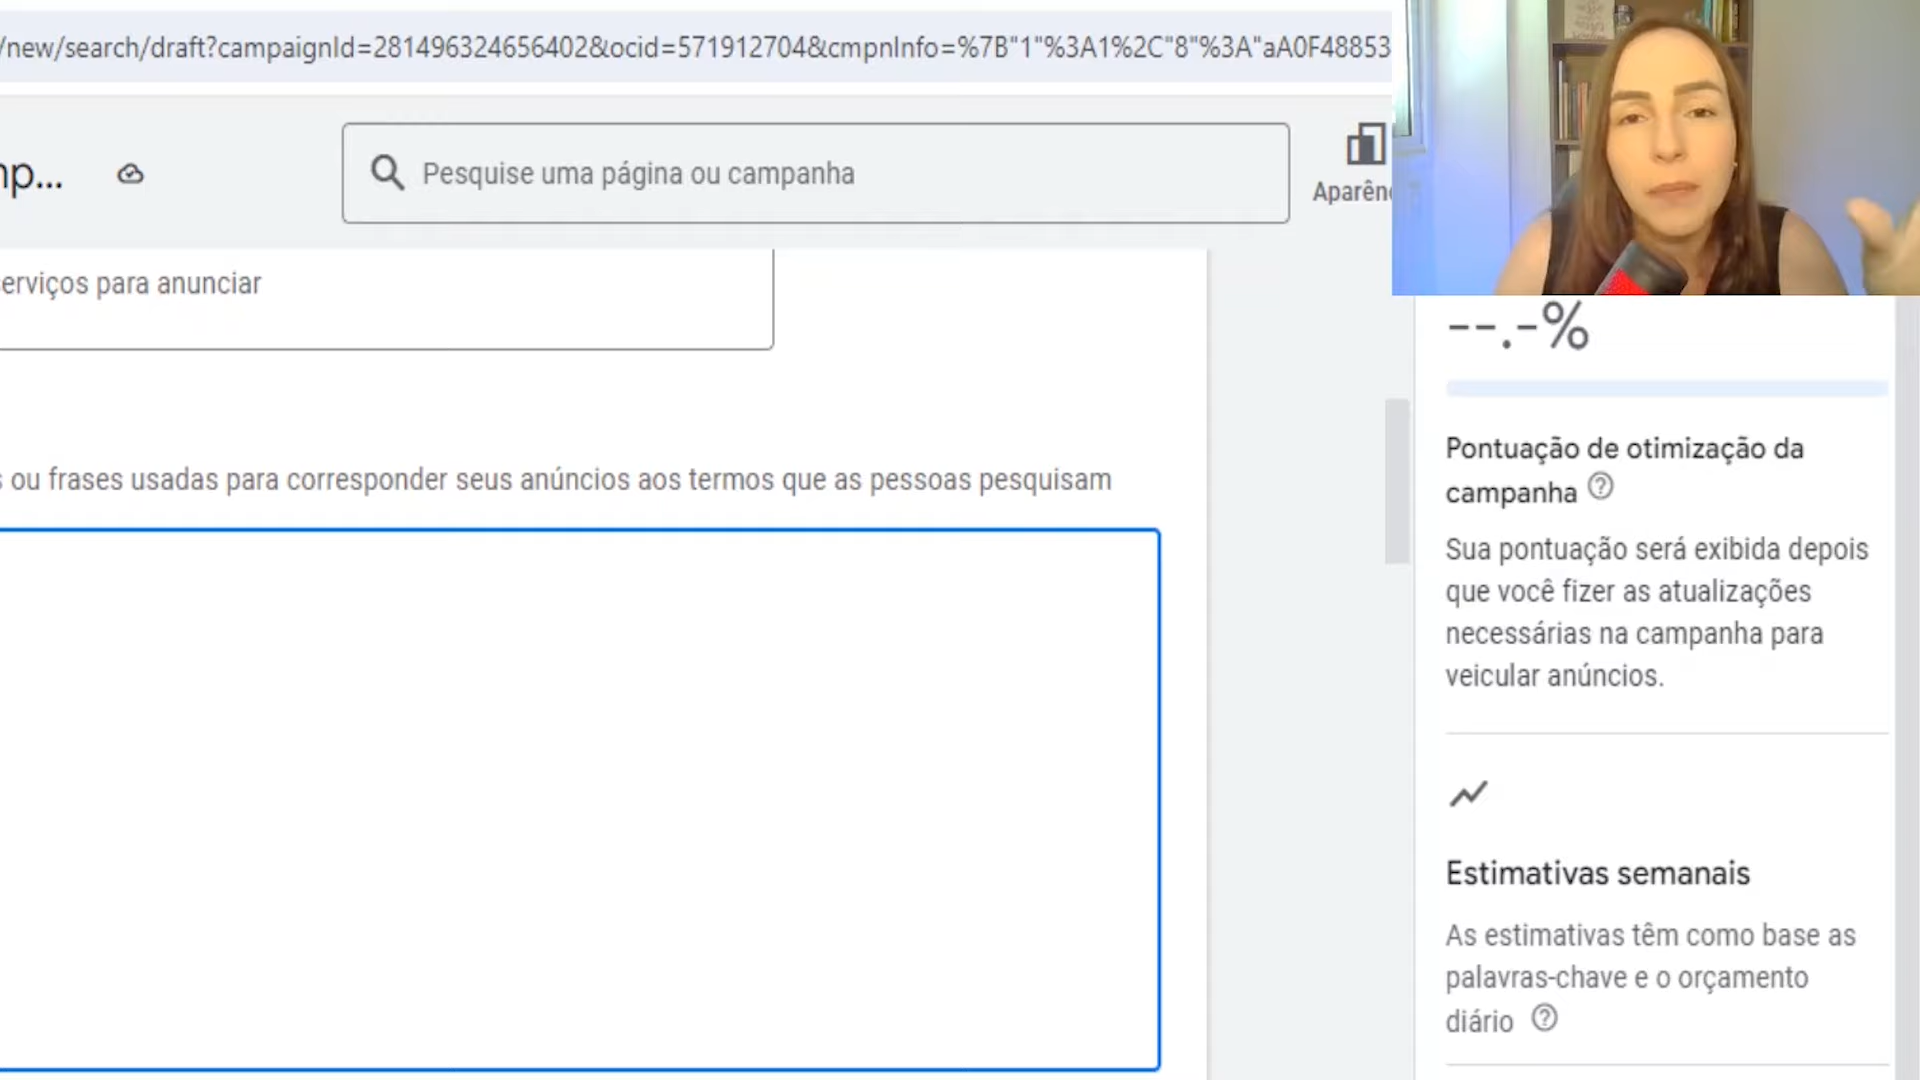 /new/search/draft?campaignId=281496324656402&ocid=571912704&cmpnInfo=%7B"1"%3A1%2C"8"%3A"aA0F48853
mp...
Pesquise uma página ou campanha
Aparênc
erviços para anunciar
s ou frases usadas para corresponder seus anúncios aos termos que as pessoas pesquisam
--.-%
Pontuação de otimização da
campanha
Sua pontuação será exibida depois
que você fizer as atualizações
necessárias na campanha para
veicular anúncios.
Estimativas semanais
As estimativas têm como base as
palavras-chave e o orçamento
diário